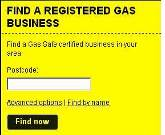 FIND A REGISTERED GAS
BUSINESS
Find a Gas Safe certified business in your
area
Postcode:
Advanced options | Find by name
Find now